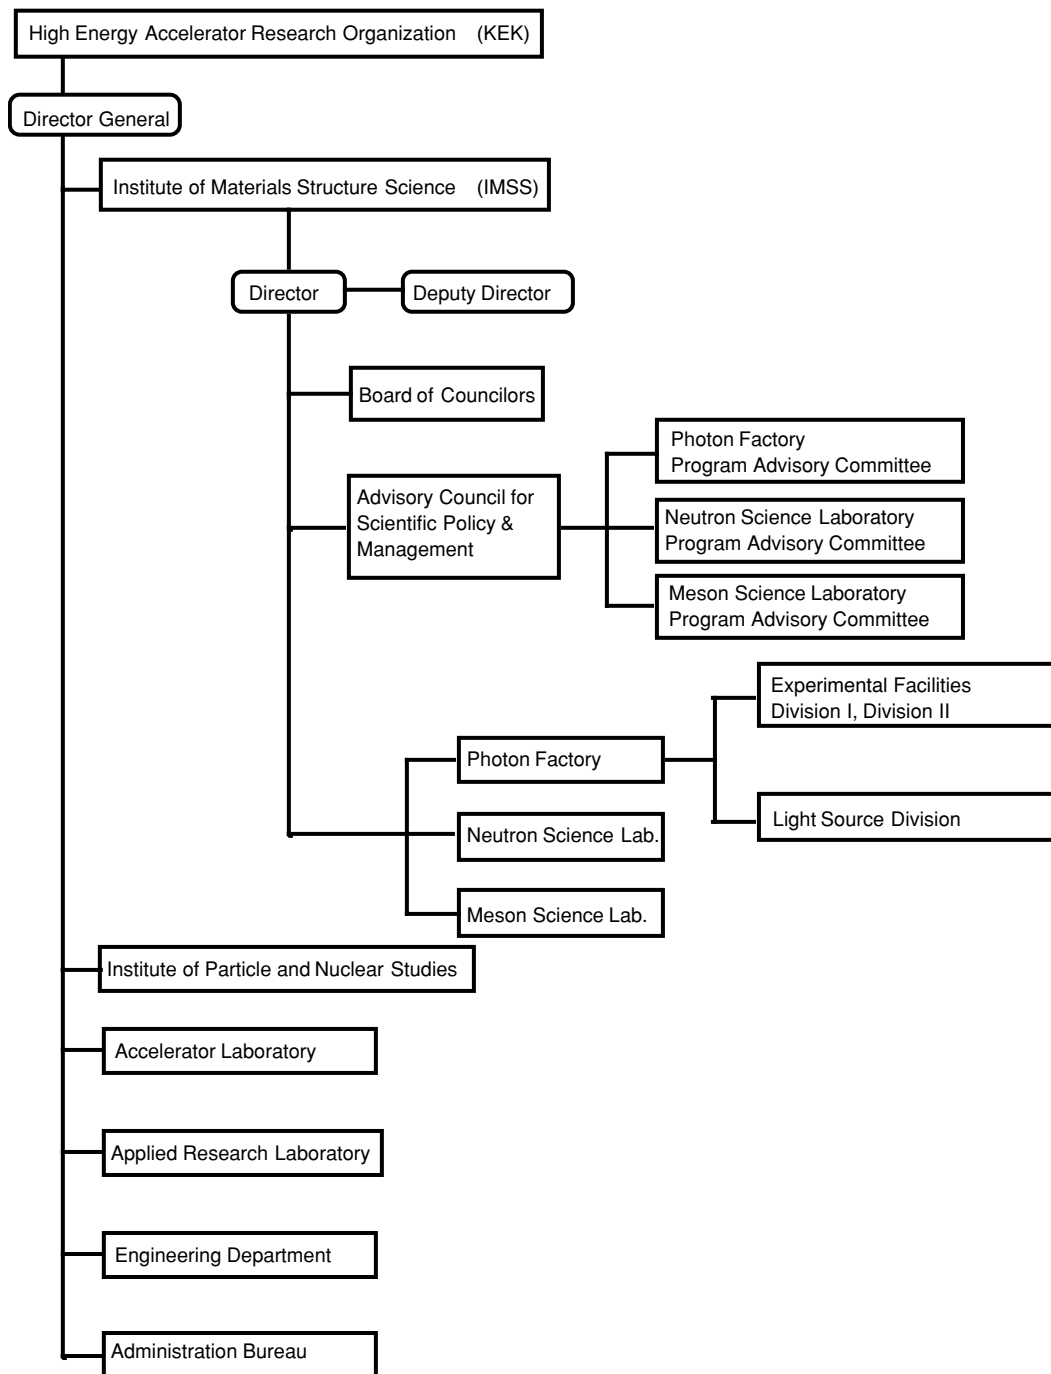 High Energy Accelerator Research Organization (KEK)
Director General
Institute of Materials Structure Science (IMSS)
Director
Deputy Director
Board of Councilors
Advisory Council for
Scientific Policy &
Management
Photon Factory
Program Advisory Committee
Neutron Science Laboratory
Program Advisory Committee
Meson Science Laboratory
Program Advisory Committee
Photon Factory
Experimental Facilities
Division I, Division II
Light Source Division
Neutron Science Lab.
Meson Science Lab.
Institute of Particle and Nuclear Studies
Accelerator Laboratory
Applied Research Laboratory
Engineering Department
Administration Bureau